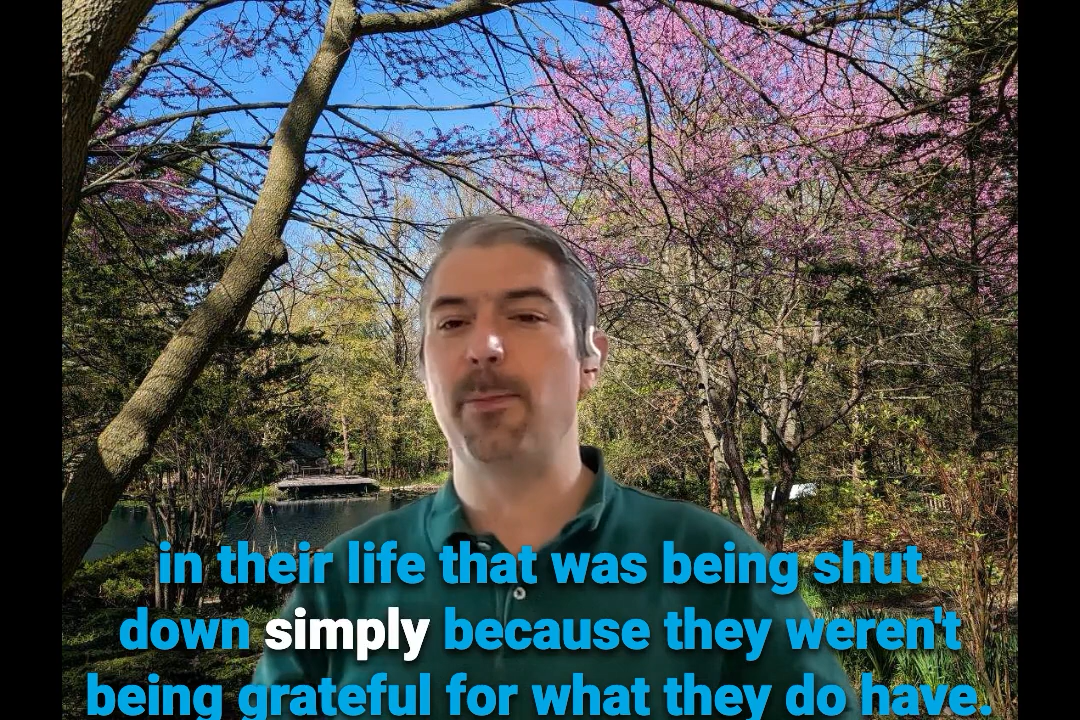 in their life that was being shut
down simply because they weren't
being grateful for what they do have.